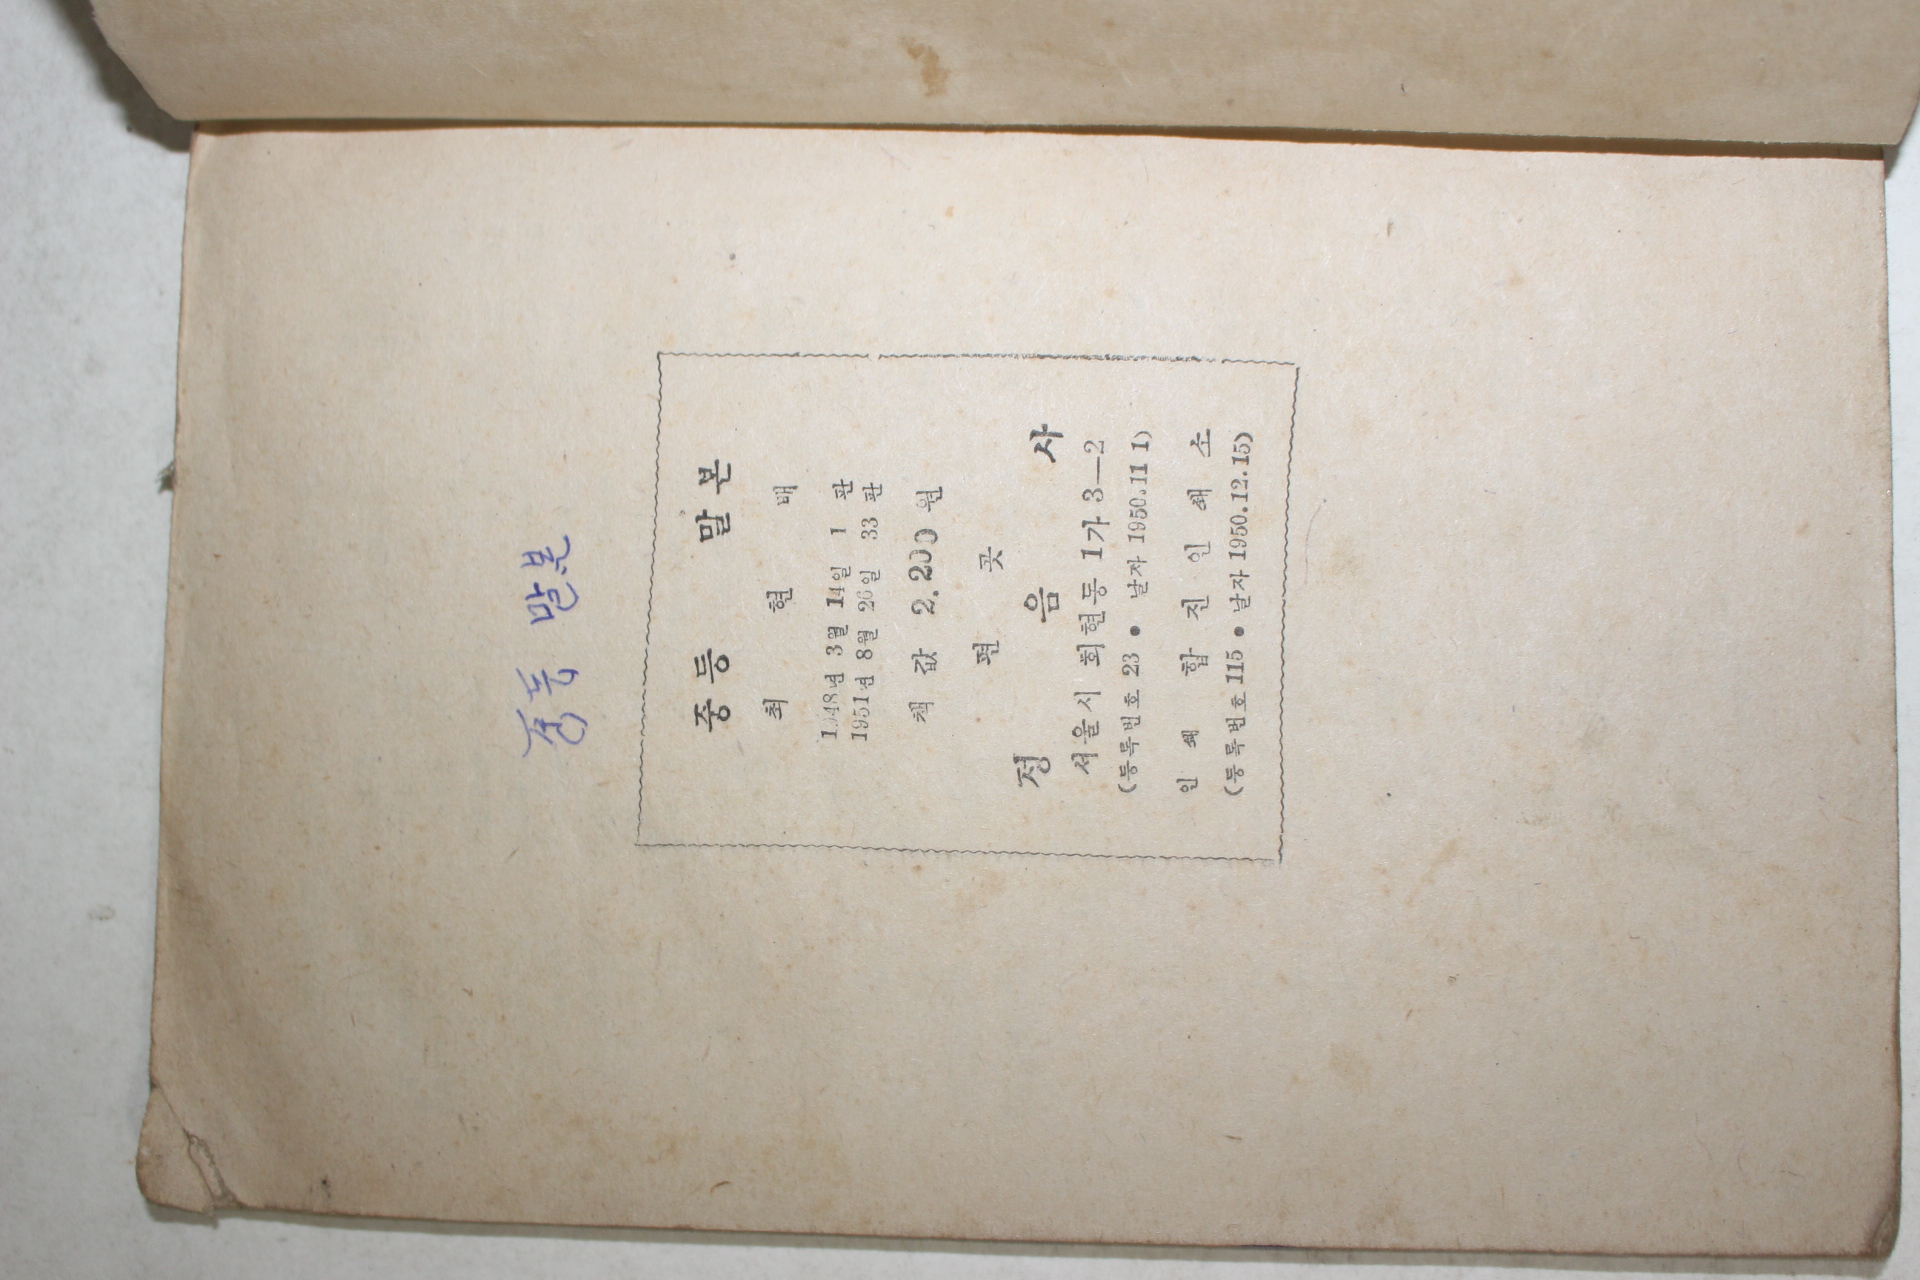 중등 말본
중등 말본
최 현 배
1948년 3월 14일 1 판
1951년 8월 26일 33 판
책 값 2.200 원
편 곳
정 음 사
서울시 회현동 1가 3—2
(등록번호 23 • 날자 1950.11 1)
인 쇄 합 진 인 쇄 소
(등록번호 115 • 날자 1950.12.15)